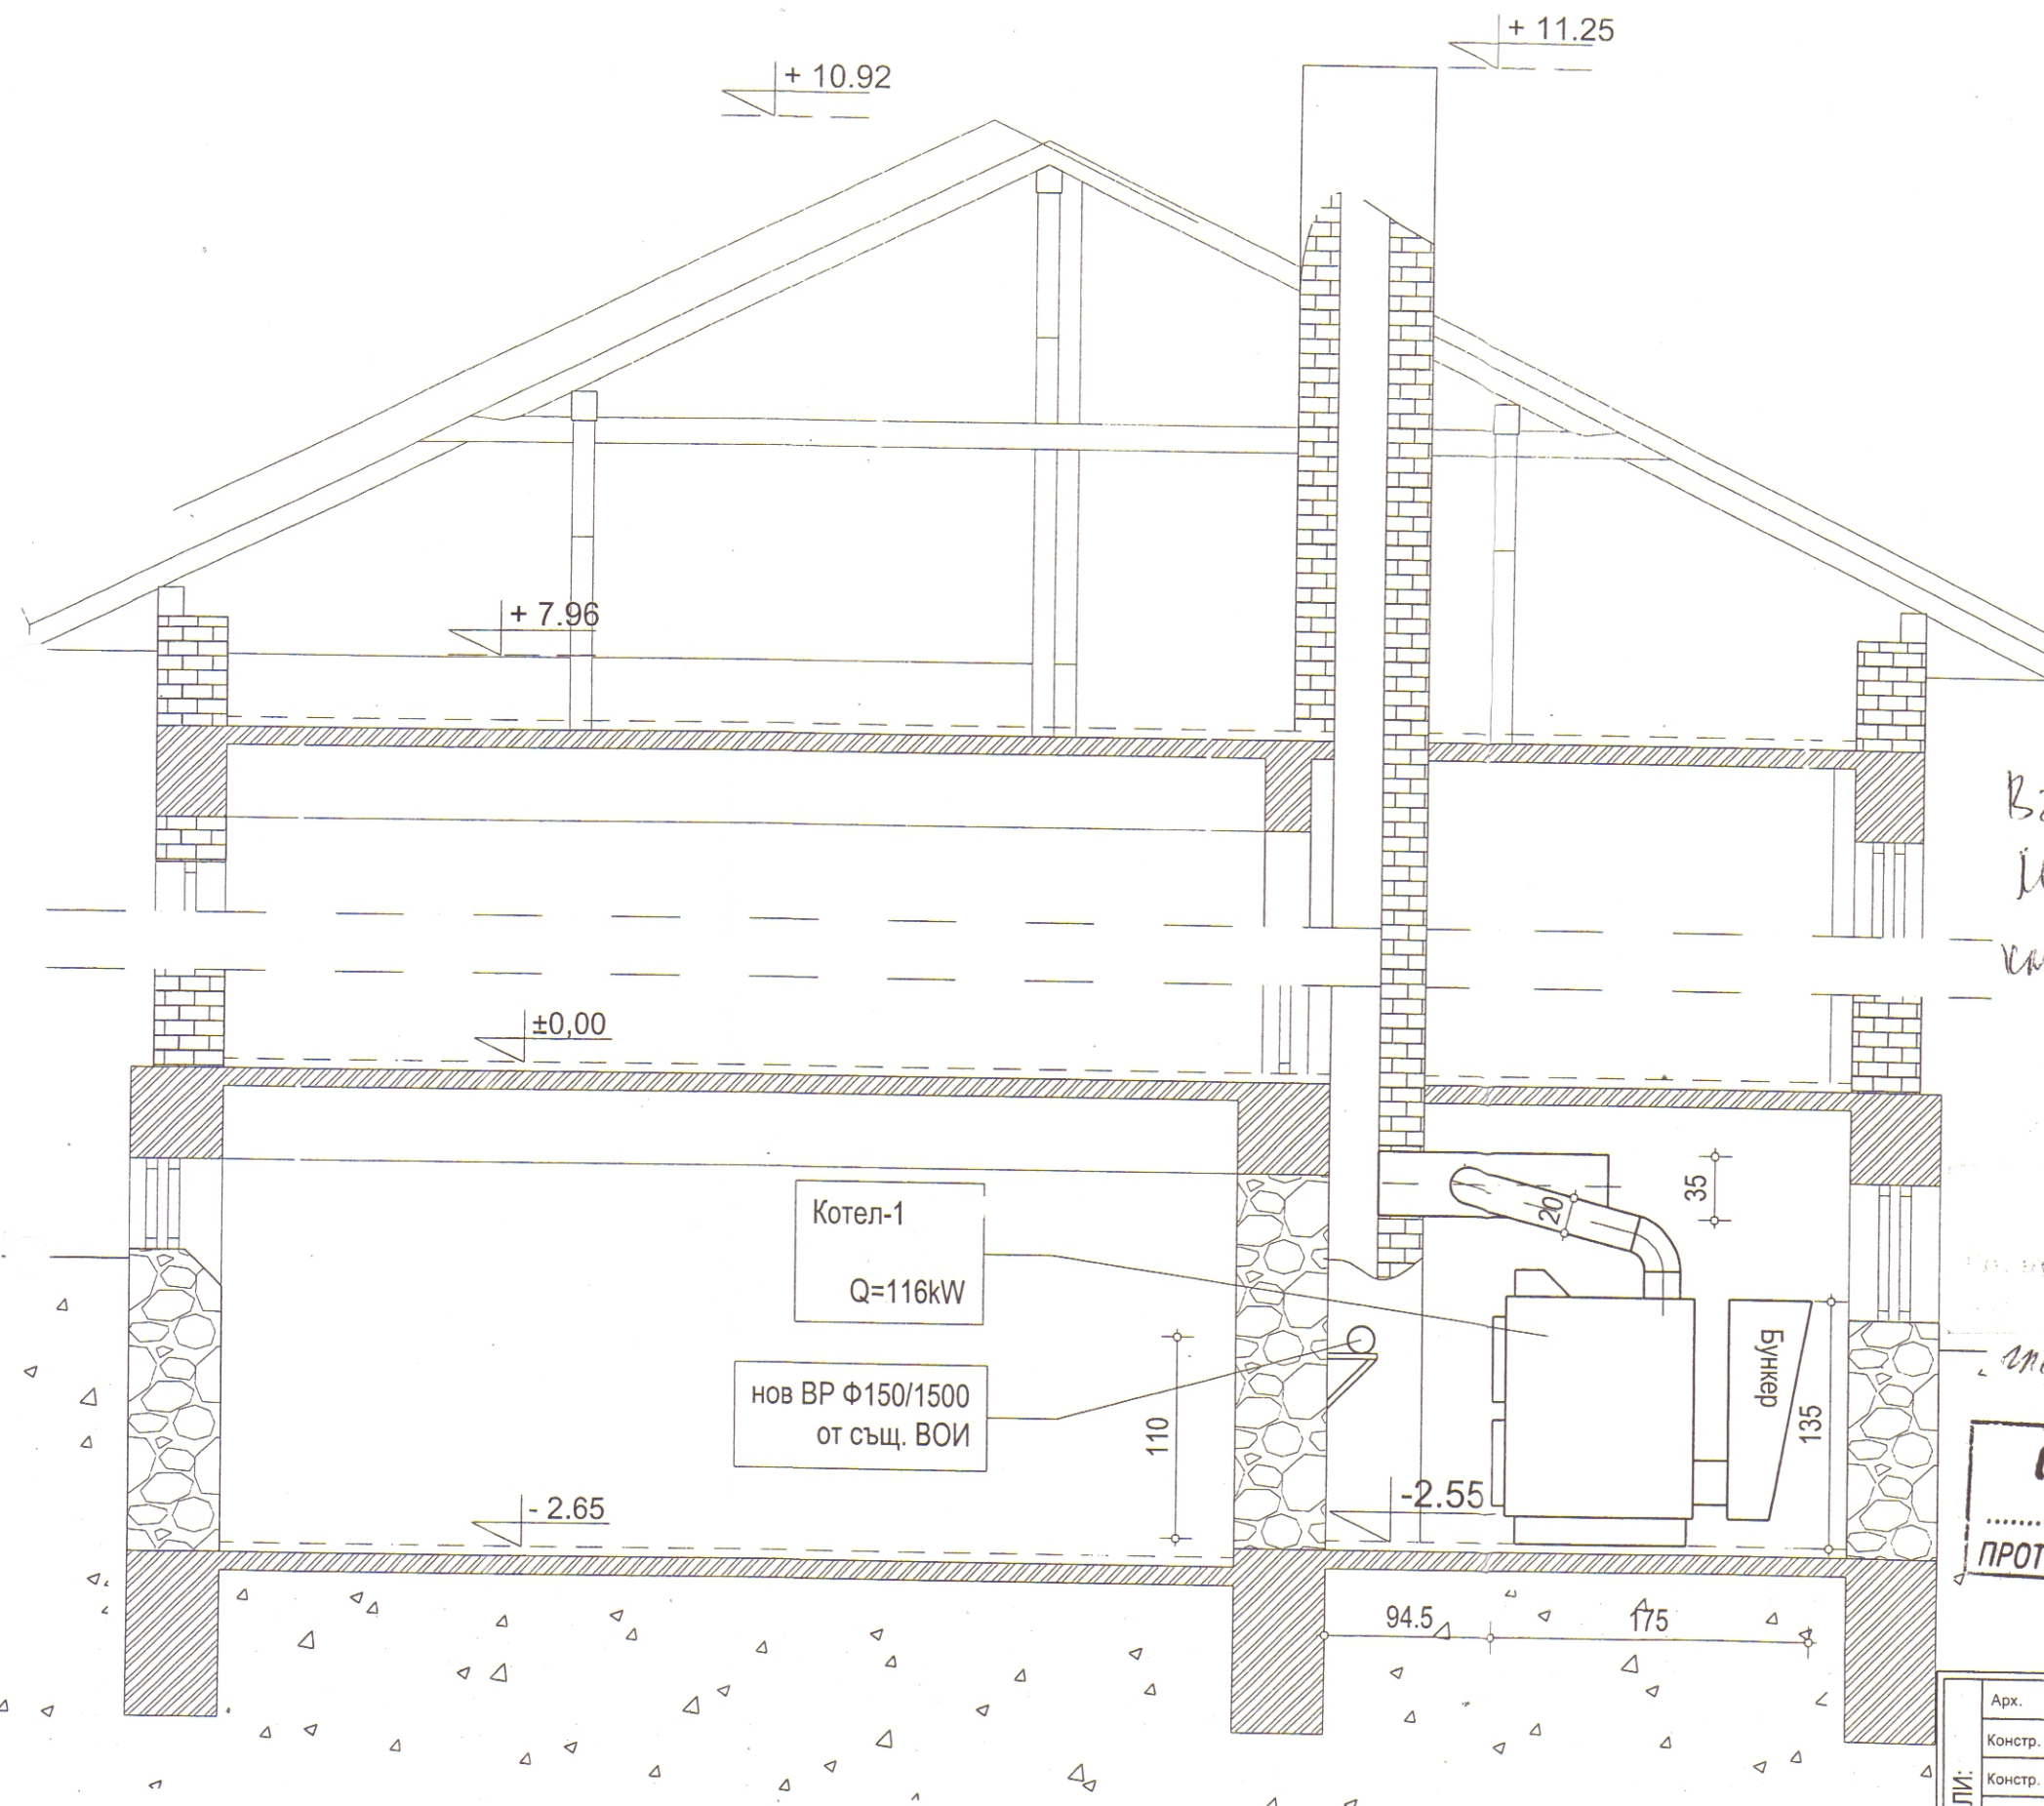 + 11.25
+ 10.92
+ 7.96
±0,00
35
20
Котел-1
Q=116kW
Бункер
нов ВР Ф150/1500
от същ. ВОИ
110
135
-2.55
- 2.65
94.5
175
ПРОТ
Арх.
Констр.
Констр.
ЛИ: